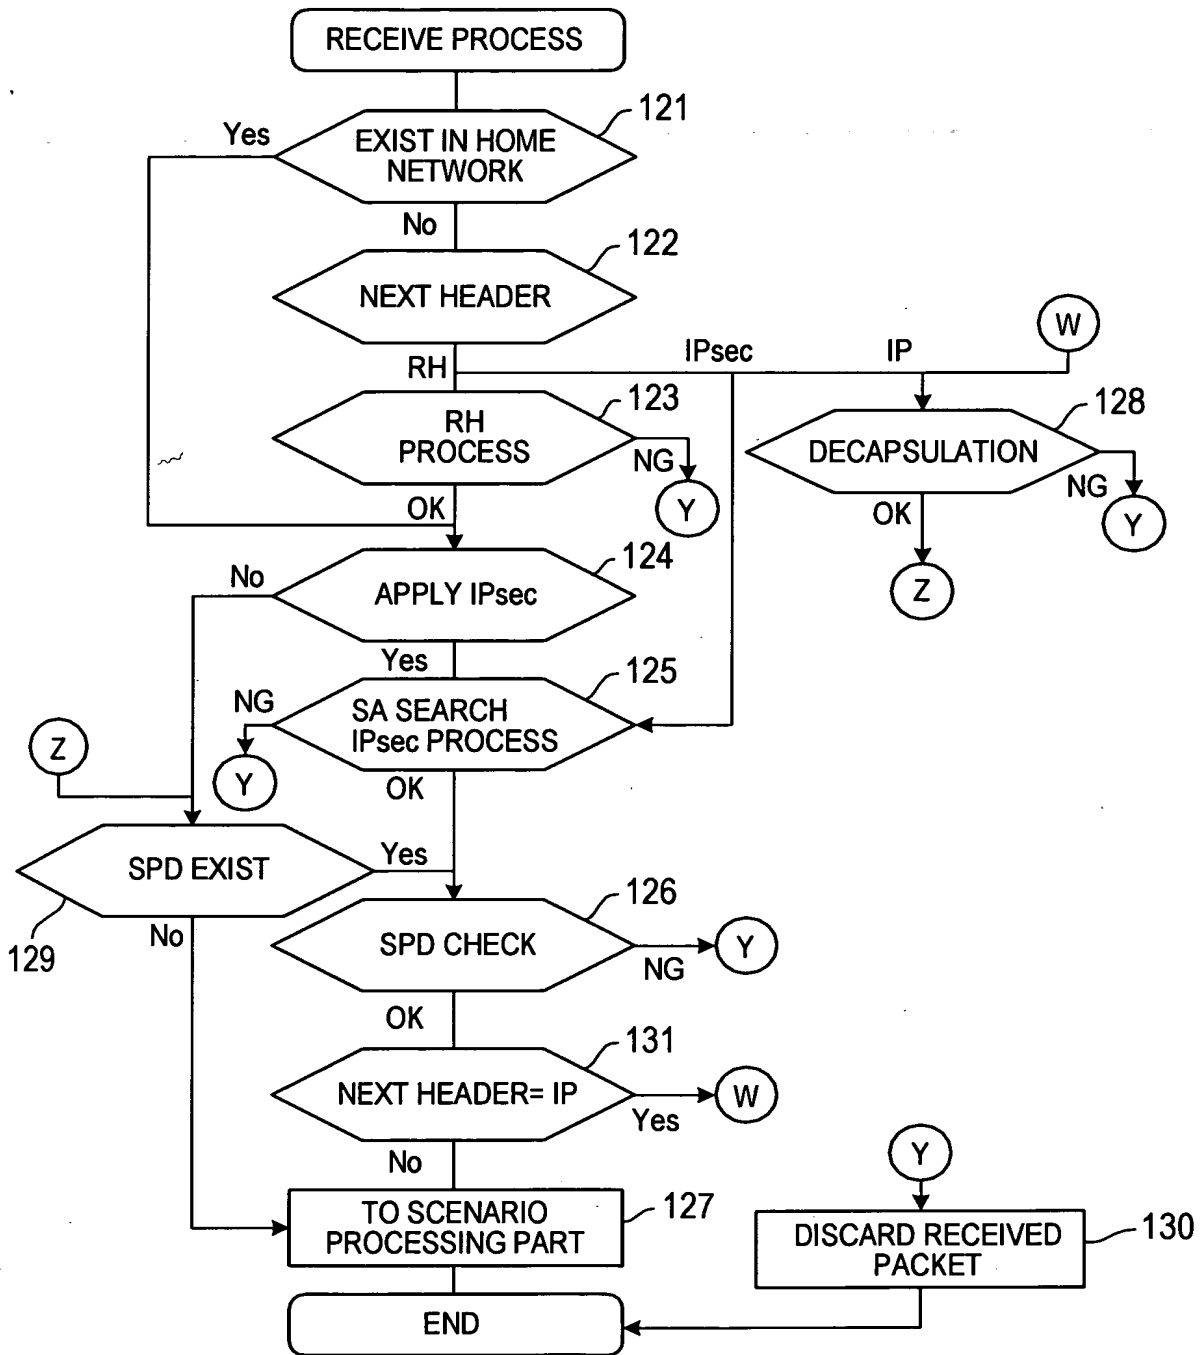 RECEIVE PROCESS
121
Yes
EXIST IN HOME
NETWORK
No
122
NEXT HEADER
W
RH
IPsec
IP
123
RH
PROCESS
NG
Y
128
DECAPSULATION
NG
Y
OK
OK
Z
124
No
APPLY IPsec
Yes
125
NG
SA SEARCH
IPsec PROCESS
Z
Y
OK
SPD EXIST
Yes
129
No
126
SPD CHECK
NG
Y
OK
131
NEXT HEADER= IP
Yes
W
No
Y
TO SCENARIO
PROCESSING PART
127
DISCARD RECEIVED
PACKET
130
END